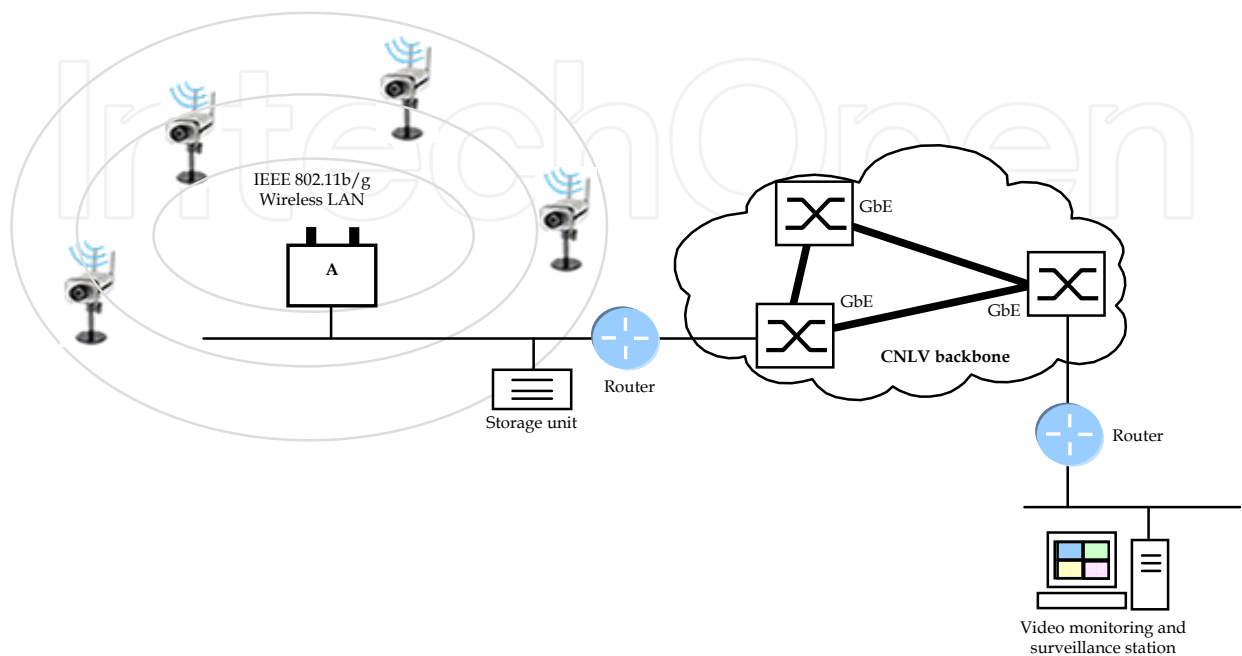 IntechOpen
IEEE 802.11b/g
Wireless LAN
A
GbE
GbE
GbE
CNLV backbone
Router
Storage unit
Router
Video monitoring and
surveillance station